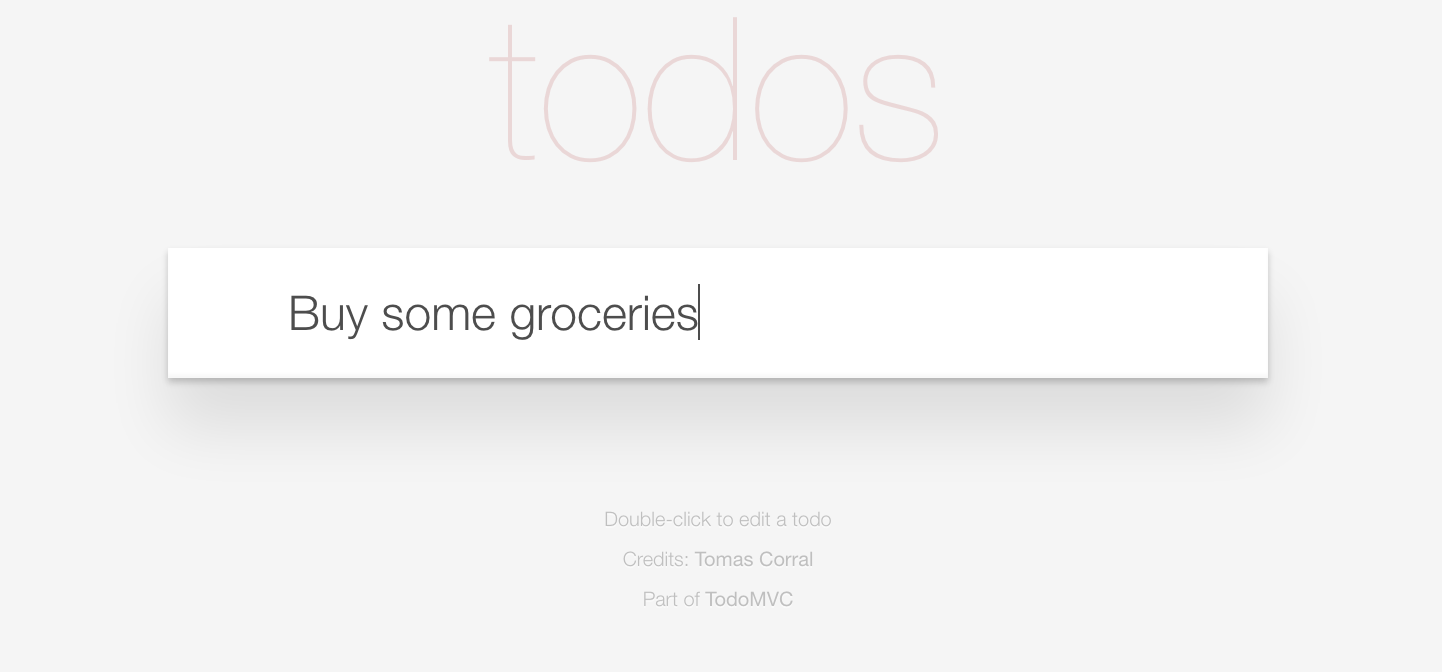 todos
Buy some groceries
Double-click to edit a todo
Credits: Tomas Corral
Part of TodoMVC